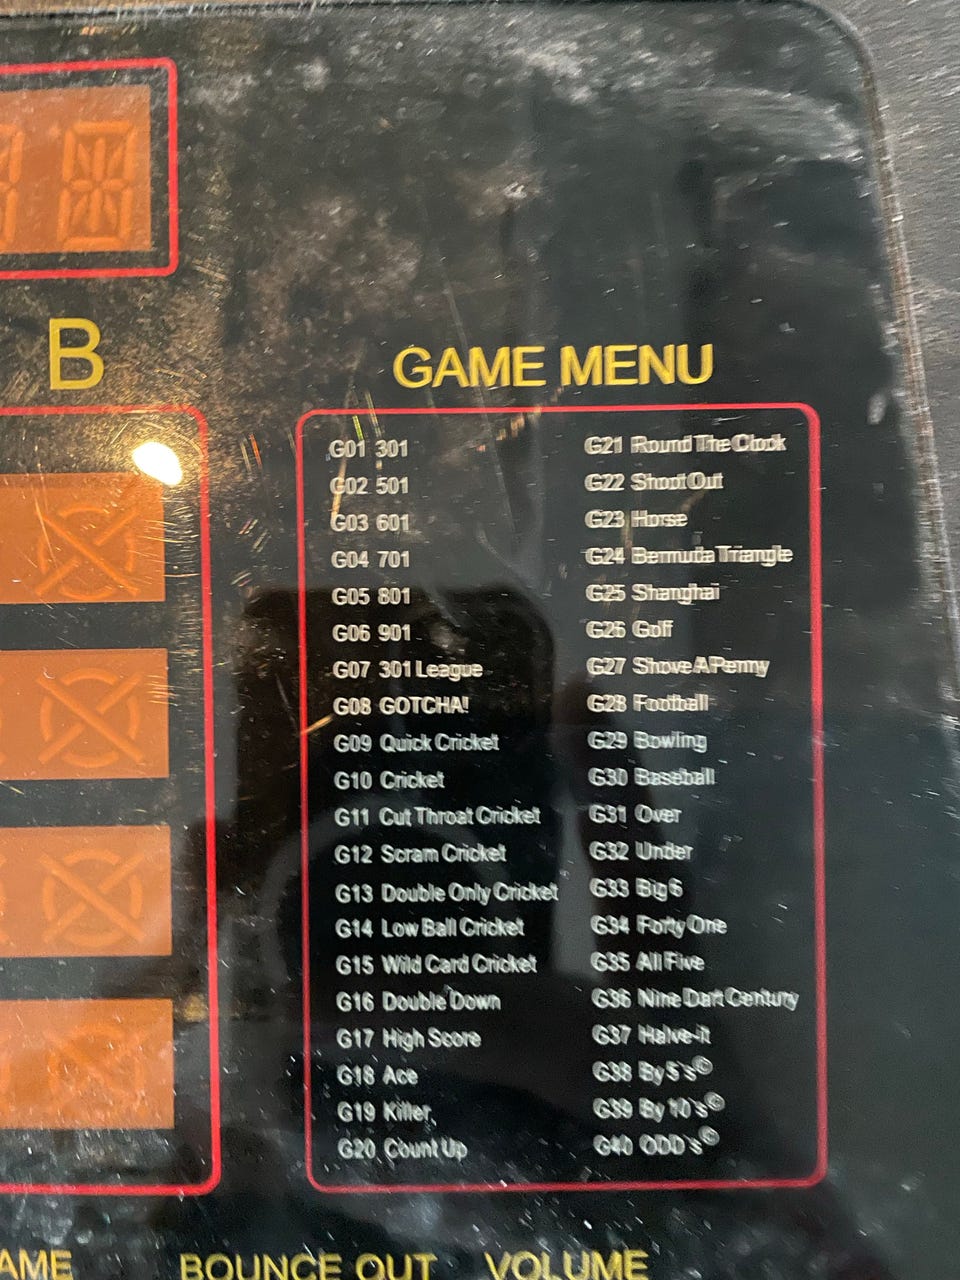 B
GAME MENU
G01 301
G02 501
G03 601
G04 701
G05 801
G06 901
G07 301 League
G08 GOTCHA!
G09 Quick Cricket
G10 Cricket
G11 Cut Throat Cricket
G12 Scram Cricket
G13 Double Only Cricket
G14 Low Ball Cricket
G15 Wild Card Cricket
G16 Double Down
G17 High Score
G18 Ace
G19 Killer
G20 Count Up
G21 Round The Clock
G22 Shoot Out
G23 Horse
G24 Bermuda Triangle
G25 Shanghai
G26 Golf
G27 Shove A Penny
G28 Football
G29 Bowling
G30 Baseball
G31 Over
G32 Under
G33 Big 6
G34 Forty One
G35 All Five
G36 Nine Dart Century
G37 Halve-it
G38 By 5's©
G39 By 10's©
G40 ODD's©
AME
BOUNCE OUT
VOLUME